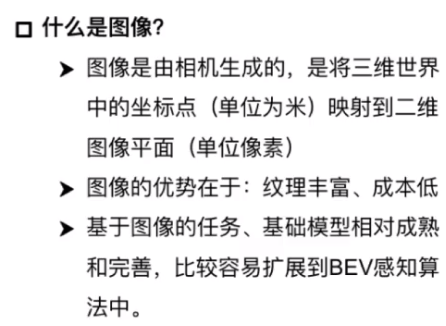 什么是图像?
图像是由相机生成的，是将三维世界
中的坐标点（单位为米）映射到二维
图像平面（单位像素）
图像的优势在于：纹理丰富、成本低
基于图像的任务、基础模型相对成熟
和完善，比较容易扩展到BEV感知算
法中。